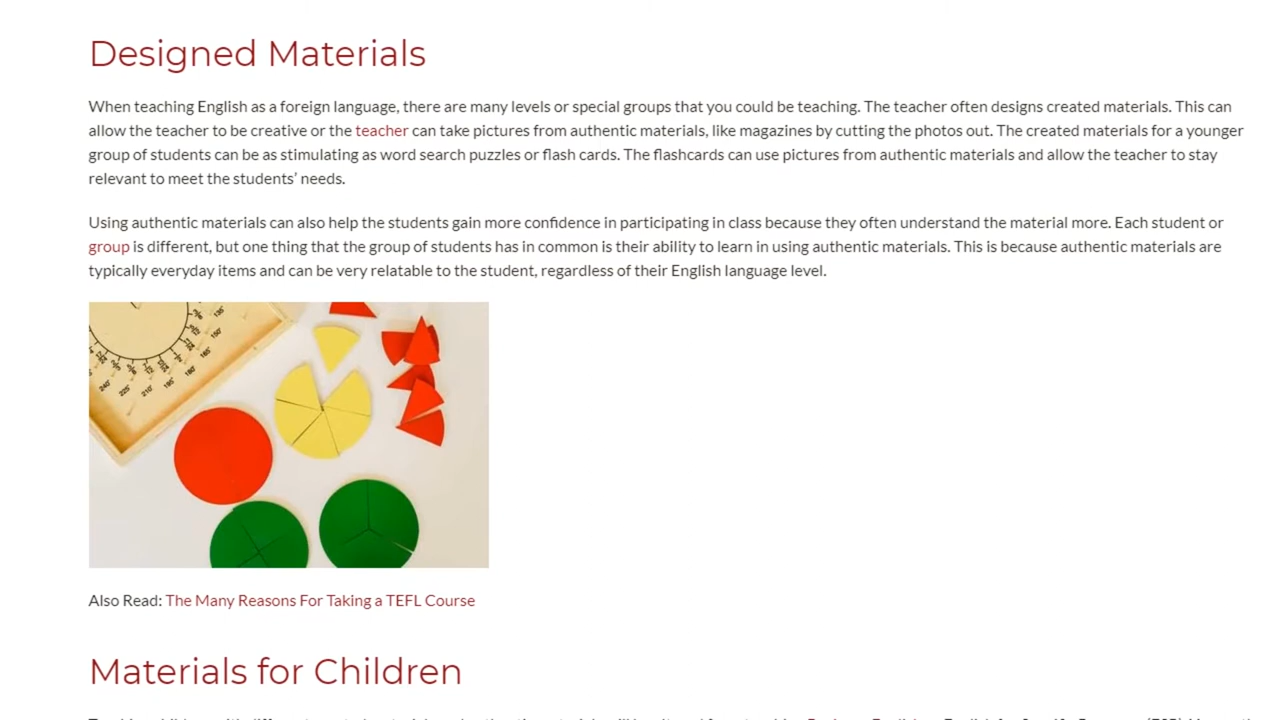 Designed Materials
When teaching English as a foreign language, there are many levels or special groups that you could be teaching. The teacher often designs created materials. This can
allow the teacher to be creative or the teacher can take pictures from authentic materials, like magazines by cutting the photos out. The created materials for a younger
group of students can be as stimulating as word search puzzles or flash cards. The flashcards can use pictures from authentic materials and allow the teacher to stay
relevant to meet the students’ needs.
Using authentic materials can also help the students gain more confidence in participating in class because they often understand the material more. Each student or
group is different, but one thing that the group of students has in common is their ability to learn in using authentic materials. This is because authentic materials are
typically everyday items and can be very relatable to the student, regardless of their English language level.
135°
150°
165°
180°
195°
210°
225°
240°
Also Read: The Many Reasons For Taking a TEFL Course
Materials for Children